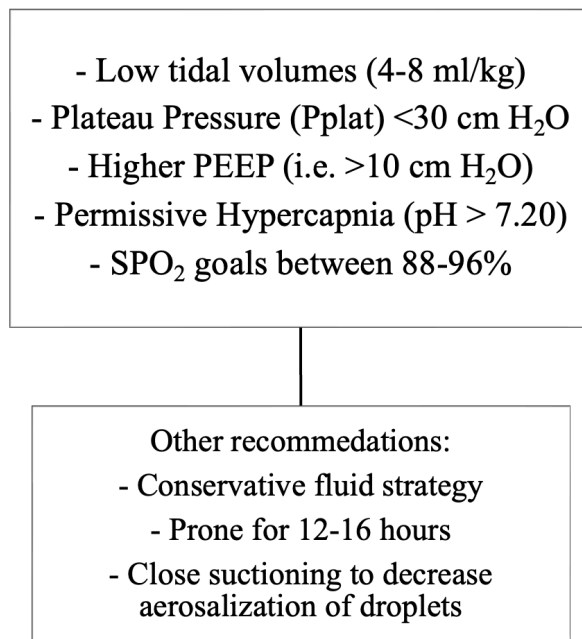 - Low tidal volumes (4-8 ml/kg)
- Plateau Pressure (Pplat) <30 cm H₂O
- Higher PEEP (i.e. >10 cm H₂O)
- Permissive Hypercapnia (pH > 7.20)
- SPO₂ goals between 88-96%
Other recommedations:
- Conservative fluid strategy
- Prone for 12-16 hours
- Close suctioning to decrease
aerosalization of droplets